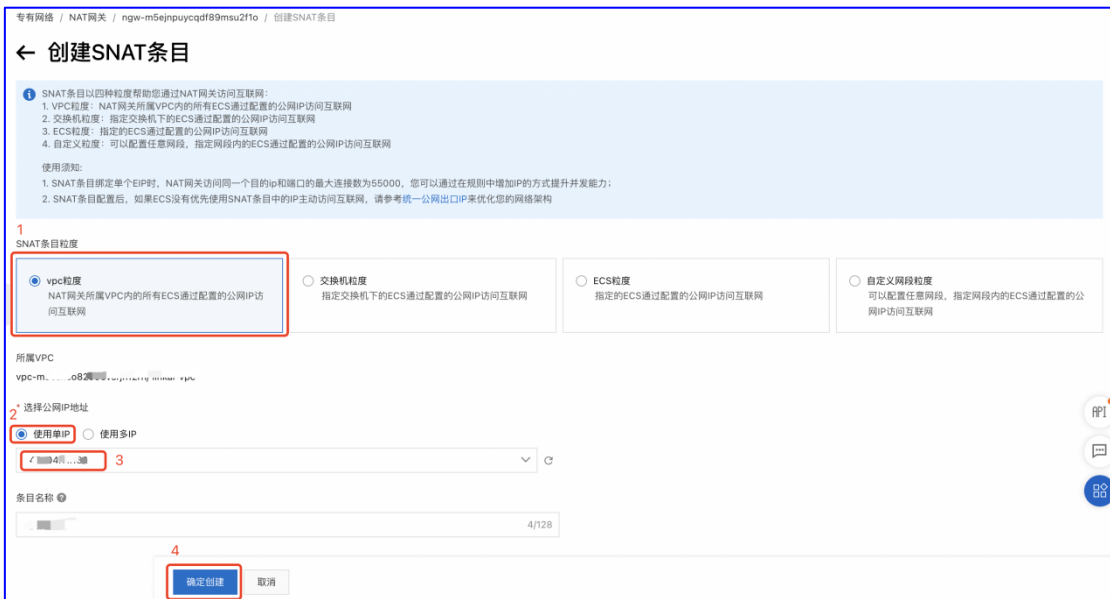 专有网络 / NAT网关 / ngw-m5ejnpuycqdf89msu2f1o / 创建SNAT条目
← 创建SNAT条目
SNAT条目以四种粒度帮助您通过NAT网关访问互联网:
1. VPC粒度: NAT网关所属VPC内的所有ECS通过配置的公网IP访问互联网
2. 交换机粒度: 指定交换机下的ECS通过配置的公网IP访问互联网
3. ECS粒度: 指定的ECS通过配置的公网IP访问互联网
4. 自定义粒度: 可以配置任意网段, 指定网段内的ECS通过配置的公网IP访问互联网
使用须知:
1. SNAT条目绑定单个EIP时, NAT网关访问同一个目的ip和端口的最大连接数为55000, 您可以通过在规则中增加IP的方式提升并发能力;
2. SNAT条目配置后, 如果ECS没有优先使用SNAT条目中的IP主动访问互联网, 请参考统一公网出口IP来优化您的网络架构
1
SNAT条目粒度
vpc粒度
NAT网关所属VPC内的所有ECS通过配置的公网IP访
问互联网
交换机粒度
指定交换机下的ECS通过配置的公网IP访问互联网
ECS粒度
指定的ECS通过配置的公网IP访问互联网
自定义网段粒度
可以配置任意网段, 指定网段内的ECS通过配置的公
网IP访问互联网
所属VPC
* 选择公网IP地址
2
使用单IP 使用多IP
3
条目名称
4/128
4
确定创建 取消
API